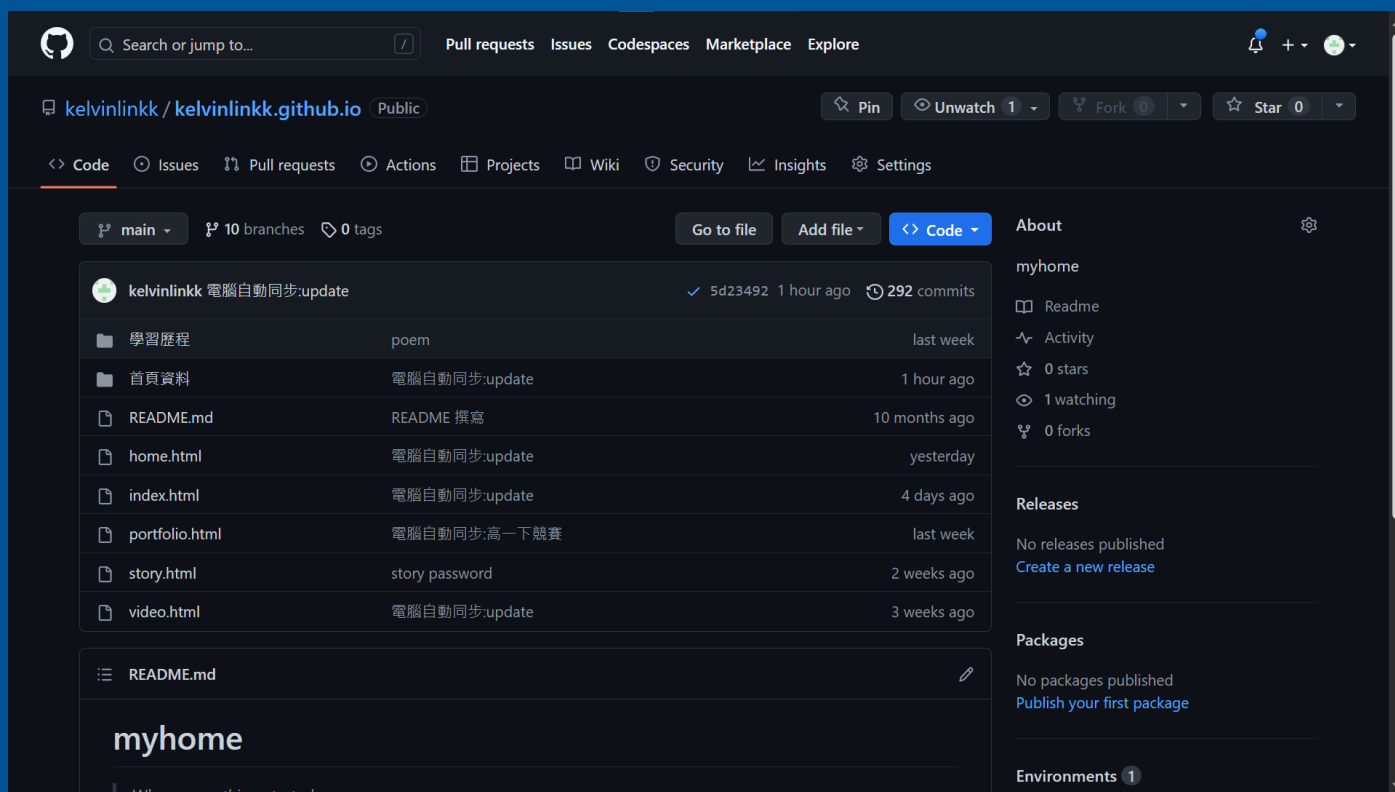 Search or jump to... / Pull requests Issues Codespaces Marketplace Explore
kelvinlinkk / kelvinlinkk.github.io Public Pin Unwatch 1 Fork 0 Star 0
Code Issues Pull requests Actions Projects Wiki Security Insights Settings
main 10 branches 0 tags Go to file Add file Code
kelvinlinkk 電腦自動同步:update 5d23492 1 hour ago 292 commits
學習歷程 poem last week
首頁資料 電腦自動同步:update 1 hour ago
README.md README 撰寫 10 months ago
home.html 電腦自動同步:update yesterday
index.html 電腦自動同步:update 4 days ago
portfolio.html 電腦自動同步:高一下競賽 last week
story.html story password 2 weeks ago
video.html 電腦自動同步:update 3 weeks ago
README.md
myhome
About
myhome
Readme
Activity
0 stars
1 watching
0 forks
Releases
No releases published
Create a new release
Packages
No packages published
Publish your first package
Environments 1